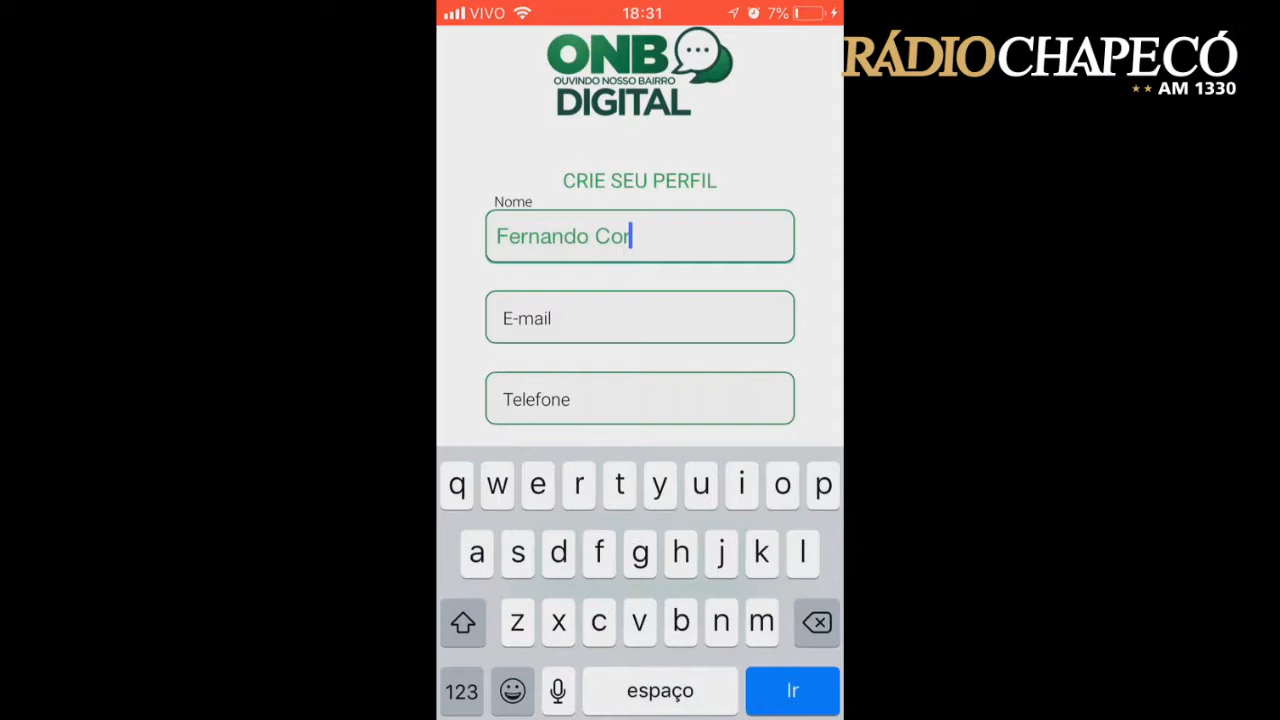 VIVO 18:31 7%
RÁDIO CHAPECÓ
AM 1330
ONB
OUVINDO NOSSO BAIRRO
DIGITAL
CRIE SEU PERFIL
Nome
Fernando Cor
E-mail
Telefone
q w e r t y u i o p
a s d f g h j k l
z x c v b n m
123 espaço Ir